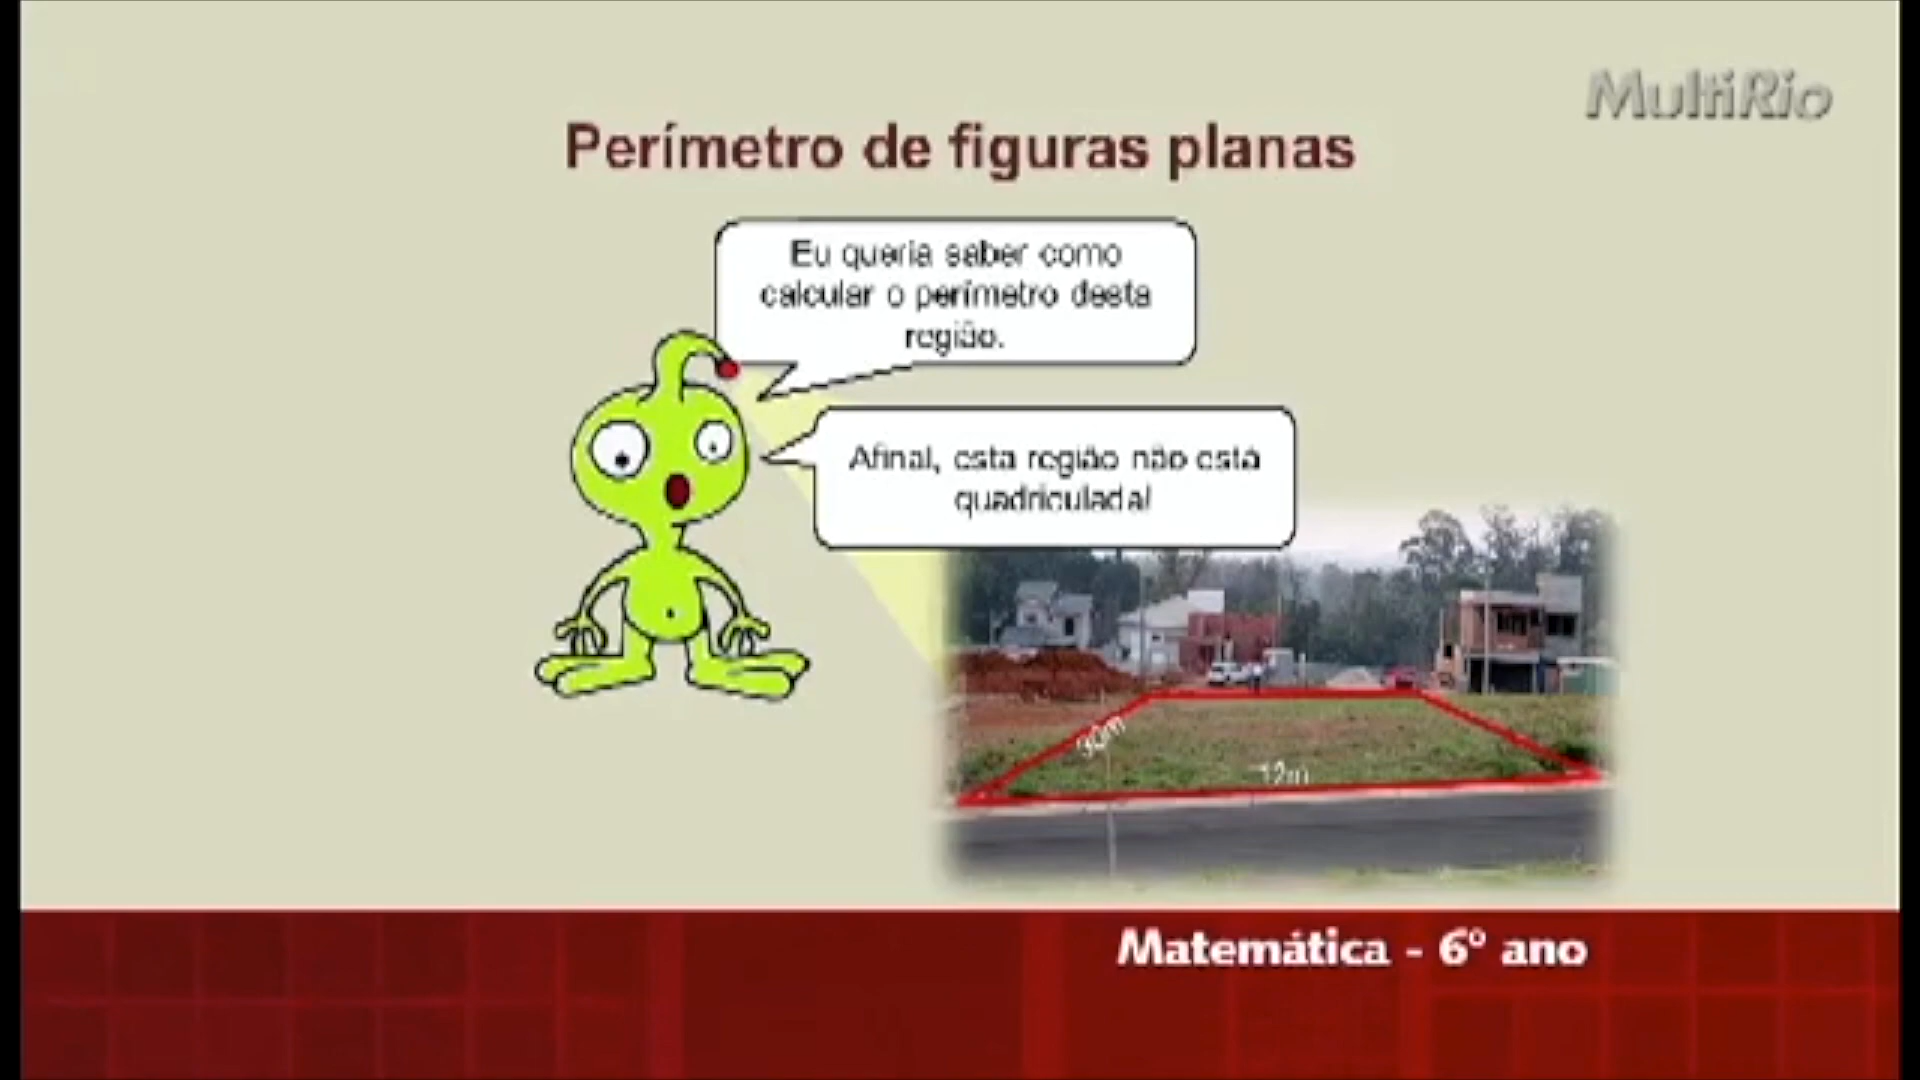 MultiRio
Perímetro de figuras planas
Eu queria saber como
calcular o perímetro desta
região.
Afinal, esta região não está
quadriculada!
12m
Matemática - 6º ano